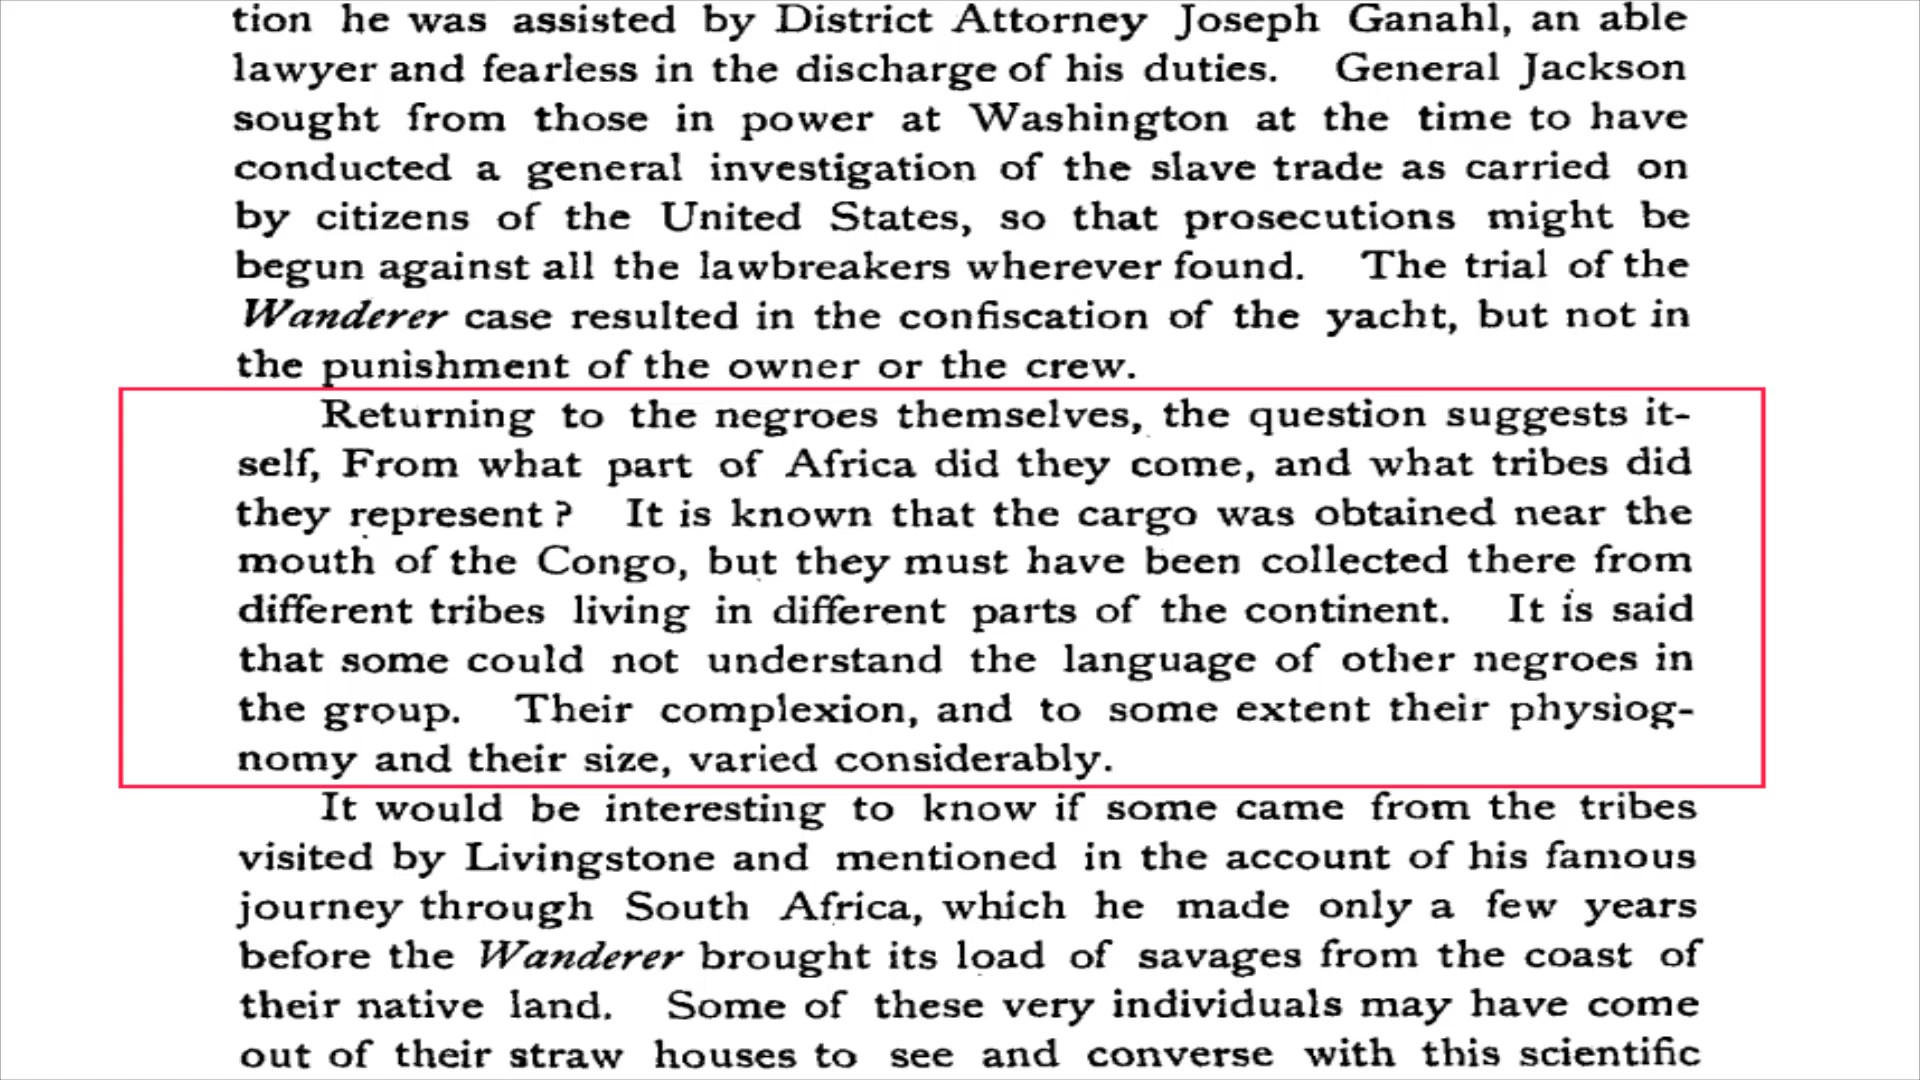 tion he was assisted by District Attorney Joseph Ganahl, an able
lawyer and fearless in the discharge of his duties. General Jackson
sought from those in power at Washington at the time to have
conducted a general investigation of the slave trade as carried on
by citizens of the United States, so that prosecutions might be
begun against all the lawbreakers wherever found. The trial of the
Wanderer case resulted in the confiscation of the yacht, but not in
the punishment of the owner or the crew.
Returning to the negroes themselves, the question suggests it-
self, From what part of Africa did they come, and what tribes did
they represent? It is known that the cargo was obtained near the
mouth of the Congo, but they must have been collected there from
different tribes living in different parts of the continent. It is said
that some could not understand the language of other negroes in
the group. Their complexion, and to some extent their physiog-
nomy and their size, varied considerably.
It would be interesting to know if some came from the tribes
visited by Livingstone and mentioned in the account of his famous
journey through South Africa, which he made only a few years
before the Wanderer brought its load of savages from the coast of
their native land. Some of these very individuals may have come
out of their straw houses to see and converse with this scientific